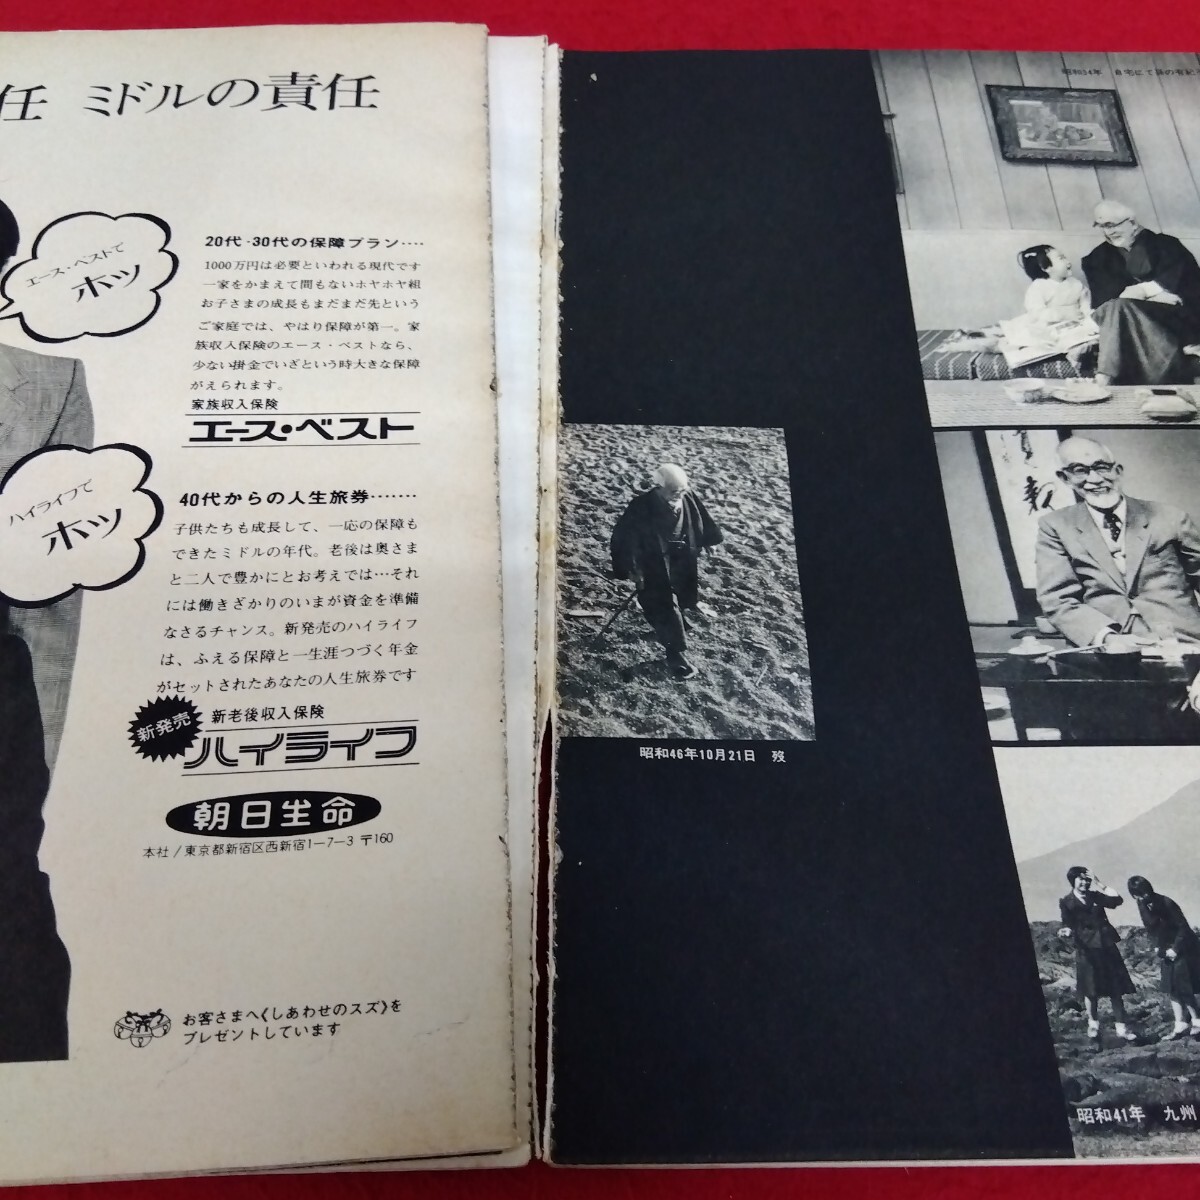 任 ミドルの責任
エース・ベストで
ホッ
20代・30代の保障プラン‥‥
1000万円は必要といわれる現代です
一家をかまえて間もないホヤホヤ組
お子さまの成長もまだまだ先という
ご家庭では、やはり保障が第一。家
族収入保険のエース・ベストなら、
少ない掛金でいざという時大きな保障
がえられます。
家族収入保険
エース・ベスト
ハイライフで
ホッ
40代からの人生旅券‥‥‥
子供たちも成長して、一応の保障も
できたミドルの年代。老後は奥さま
と二人で豊かにとお考えでは…それ
には働きざかりのいまが資金を準備
なさるチャンス。新発売のハイライフ
は、ふえる保障と一生涯つづく年金
がセットされたあなたの人生旅券です
新発売
新老後収入保険
ハイライフ
朝日生命
本社/東京都新宿区西新宿1-7-3 〒160
お客さまへ《しあわせのスズ》を
プレゼントしています
昭和34年 自宅にて孫の有紀
昭和46年10月21日 歿
昭和41年 九州